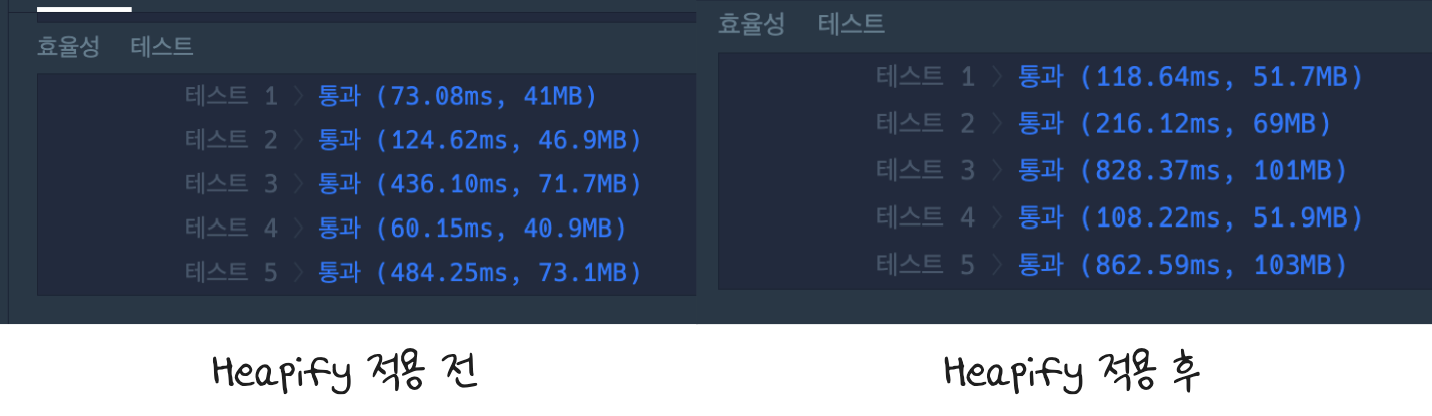 효율성 테스트
테스트 1 > 통과 (73.08ms, 41MB)
테스트 2 > 통과 (124.62ms, 46.9MB)
테스트 3 > 통과 (436.10ms, 71.7MB)
테스트 4 > 통과 (60.15ms, 40.9MB)
테스트 5 > 통과 (484.25ms, 73.1MB)
Heapify 적용 전
효율성 테스트
테스트 1 > 통과 (118.64ms, 51.7MB)
테스트 2 > 통과 (216.12ms, 69MB)
테스트 3 > 통과 (828.37ms, 101MB)
테스트 4 > 통과 (108.22ms, 51.9MB)
테스트 5 > 통과 (862.59ms, 103MB)
Heapify 적용 후